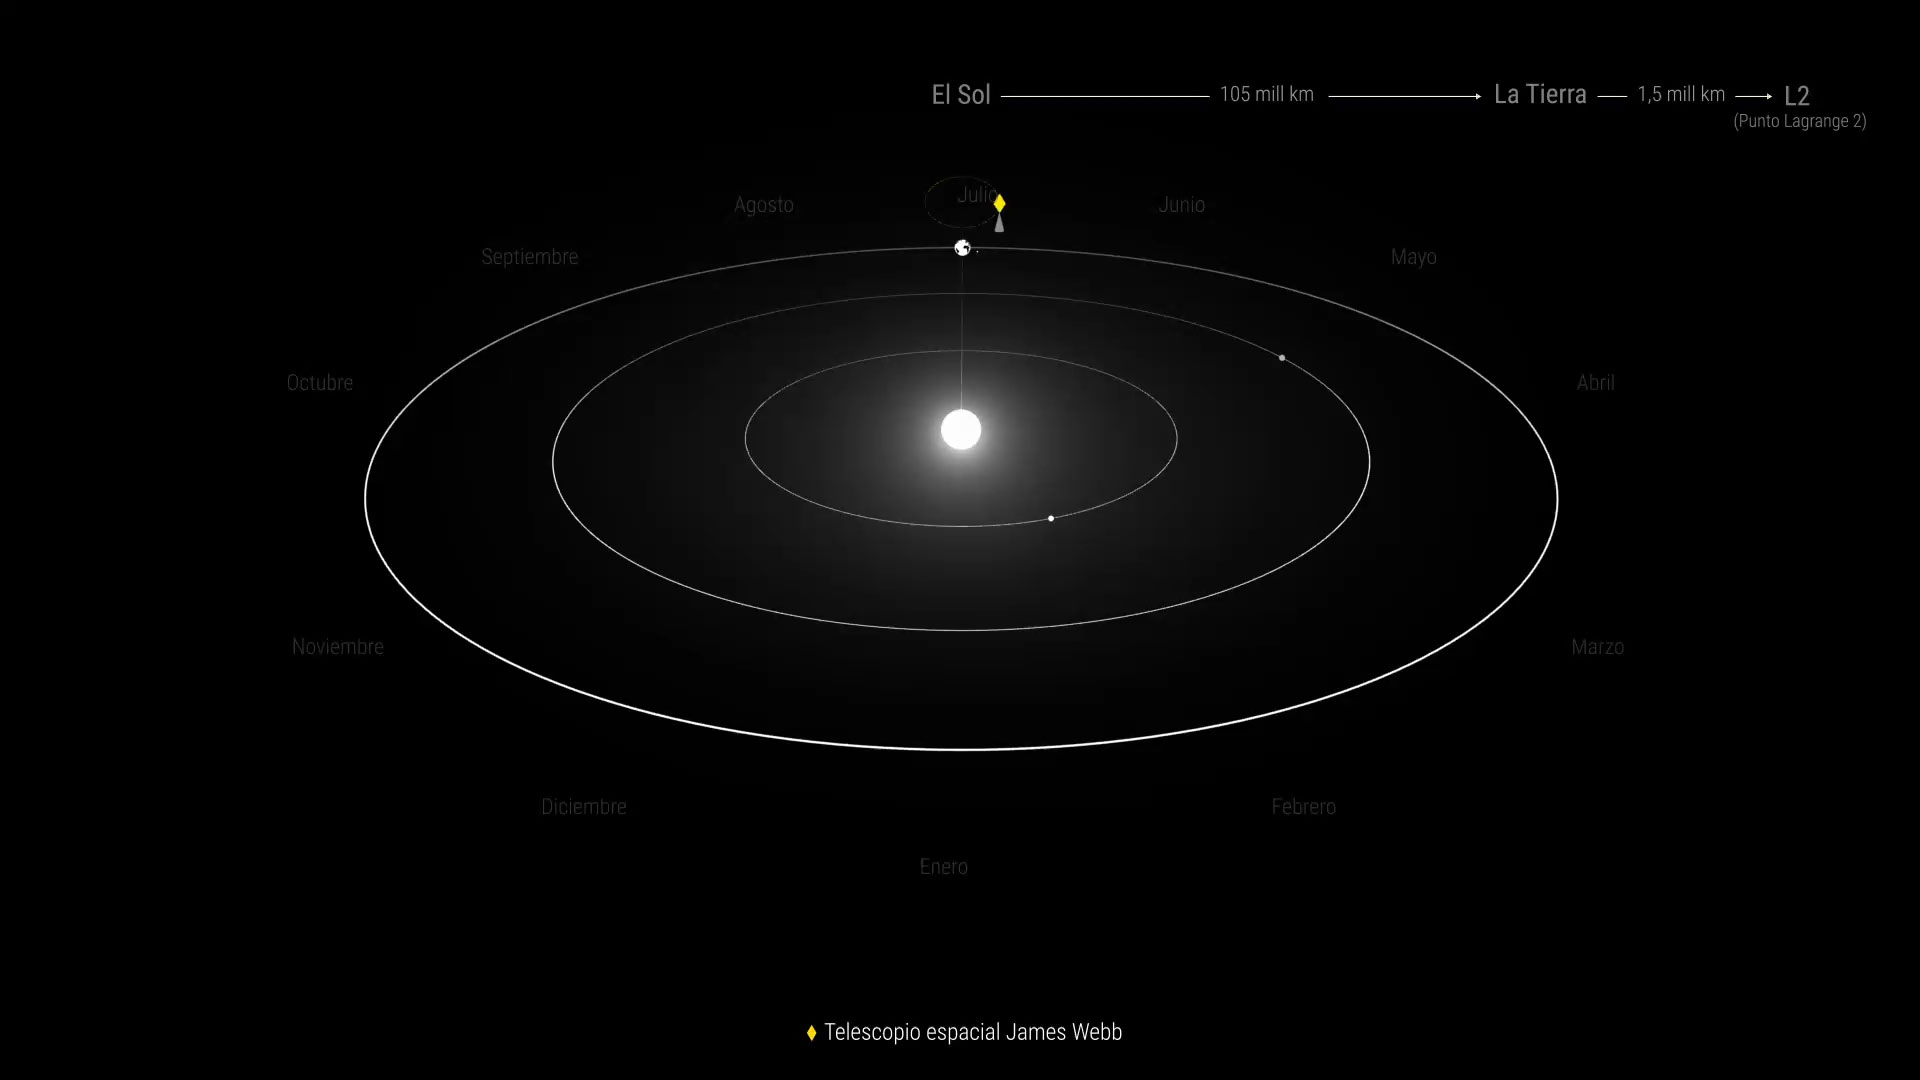 El Sol 105 mill km La Tierra 1,5 mill km L2
(Punto Lagrange 2)
Agosto Julio Junio
Septiembre Mayo
Octubre Abril
Noviembre Marzo
Diciembre Febrero
Enero
Telescopio espacial James Webb